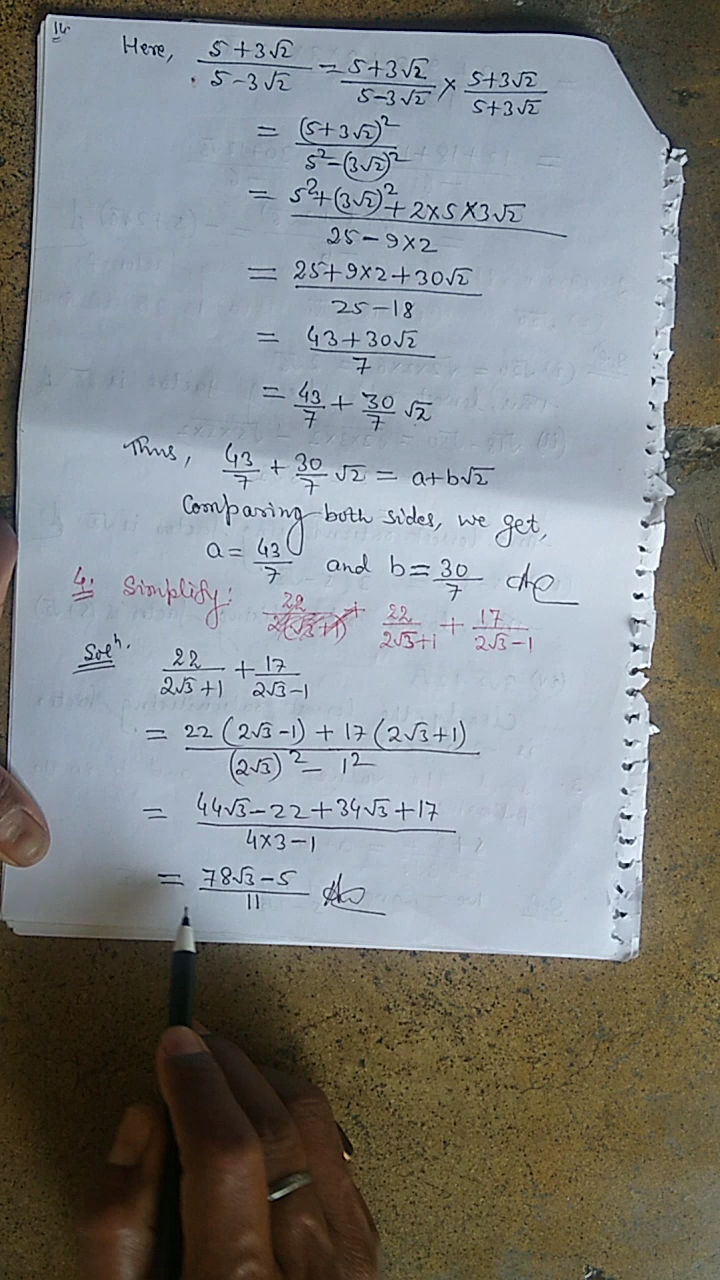 14.
Here, (5+3√2)/(5-3√2) = (5+3√2)/(5-3√2) × (5+3√2)/(5+3√2)
= (5+3√2)²/(5²-(3√2)²)
= (5²+(3√2)²+2×5×3√2)/(25-9×2)
= (25+9×2+30√2)/(25-18)
= (43+30√2)/7
= 43/7 + 30/7 √2
Thus, 43/7 + 30/7 √2 = a+b√2
Comparing both sides, we get,
a = 43/7 and b = 30/7 Ans
4. Simplify: 22/(2√3+1) + 17/(2√3-1)
Solⁿ. 22/(2√3+1) + 17/(2√3-1)
= (22(2√3-1) + 17(2√3+1))/((2√3)² - 1²)
= (44√3-22+34√3+17)/(4×3-1)
= (78√3-5)/11 Ans